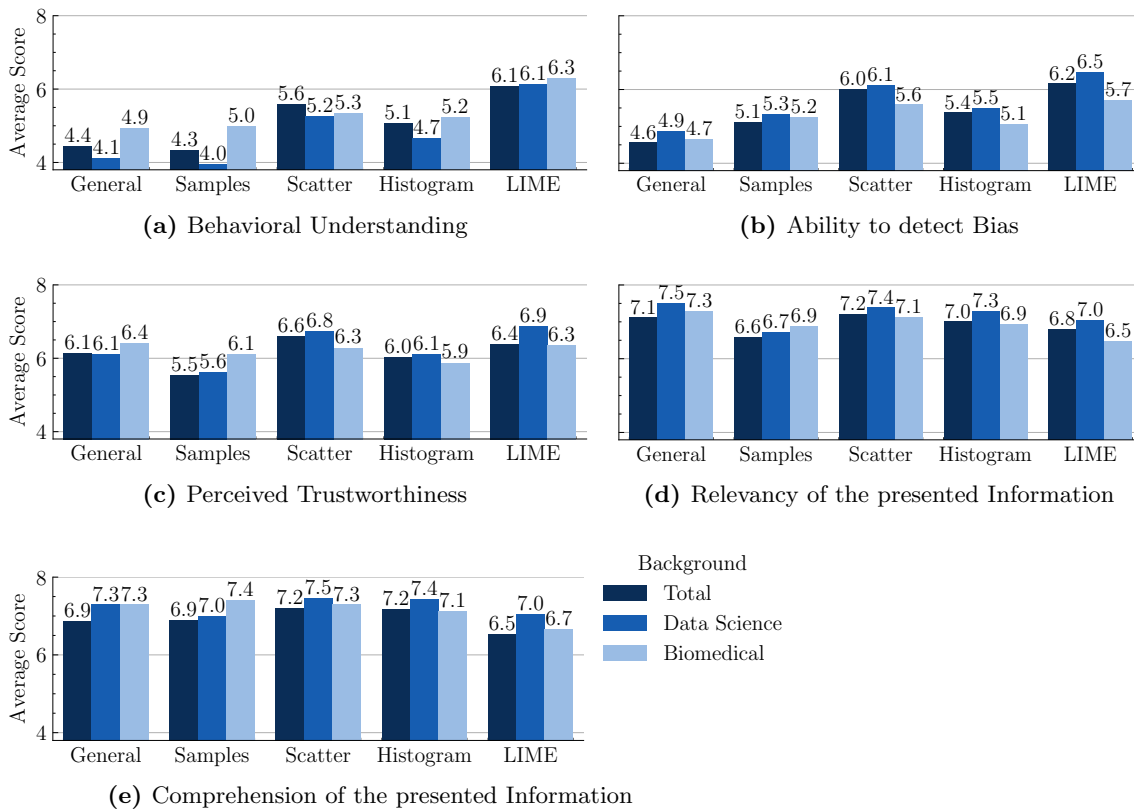 8
6
4
Average Score
4.4 4.1 4.9 4.3 4.0 5.0 5.6 5.2 5.3 5.1 4.7 5.2 6.1 6.1 6.3
General Samples Scatter Histogram LIME
(a) Behavioral Understanding
4.6 4.9 4.7 5.1 5.3 5.2 6.0 6.1 5.6 5.4 5.5 5.1 6.2 6.5 5.7
General Samples Scatter Histogram LIME
(b) Ability to detect Bias
8
6
4
Average Score
6.1 6.1 6.4 5.5 5.6 6.1 6.6 6.8 6.3 6.0 6.1 5.9 6.4 6.9 6.3
General Samples Scatter Histogram LIME
(c) Perceived Trustworthiness
7.1 7.5 7.3 6.6 6.7 6.9 7.2 7.4 7.1 7.0 7.3 6.9 6.8 7.0 6.5
General Samples Scatter Histogram LIME
(d) Relevancy of the presented Information
8
6
4
Average Score
6.9 7.3 7.3 6.9 7.0 7.4 7.2 7.5 7.3 7.2 7.4 7.1 6.5 7.0 6.7
General Samples Scatter Histogram LIME
(e) Comprehension of the presented Information
Background
Total
Data Science
Biomedical